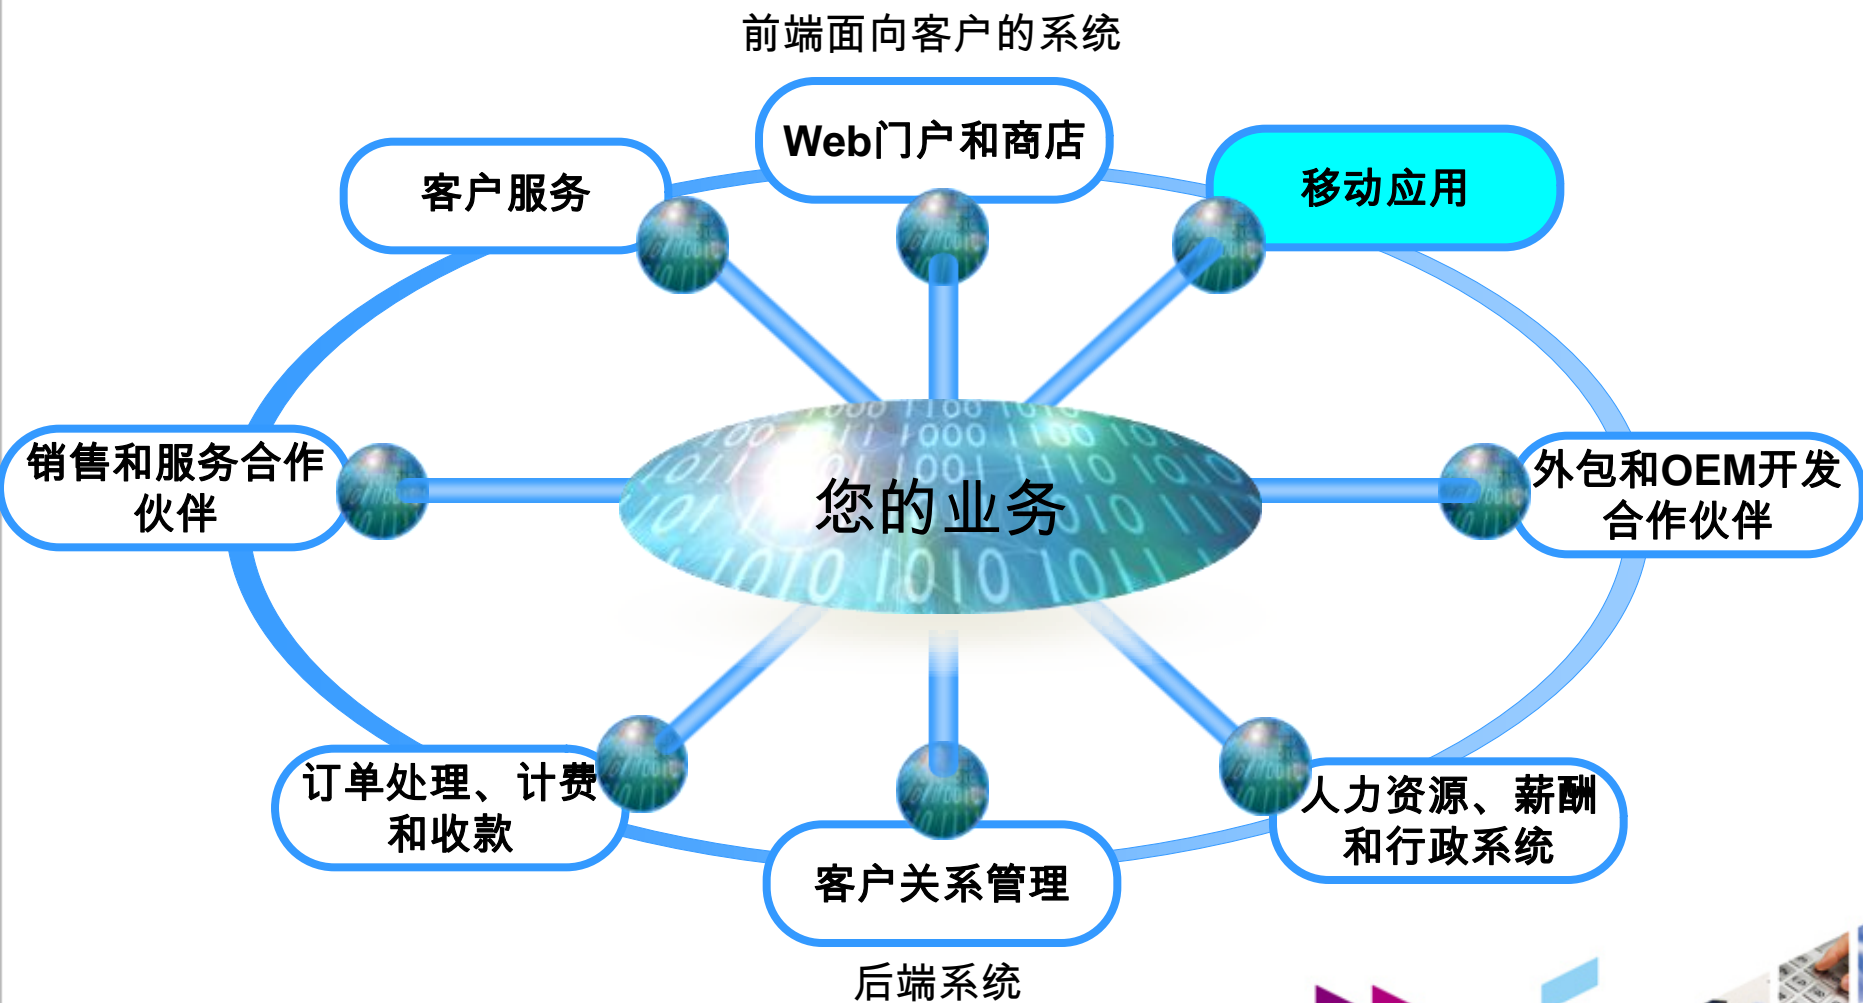 前端面向客户的系统
Web门户和商店
客户服务
移动应用
销售和服务合作
伙伴
您的业务
外包和OEM开发
合作伙伴
订单处理、计费
和收款
人力资源、薪酬
和行政系统
客户关系管理
后端系统